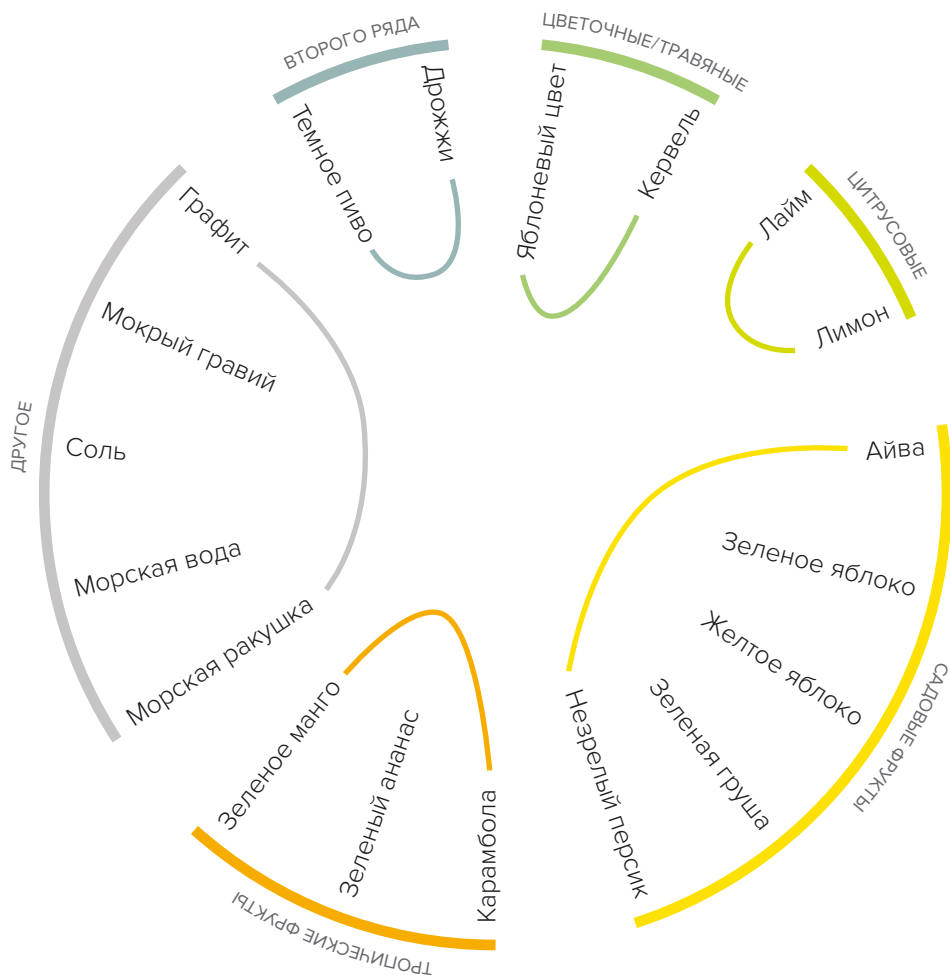 ВТОРОГО РЯДА
Темное пиво
Дрожжи
ЦВЕТОЧНЫЕ/ТРАВЯНЫЕ
Яблоневый цвет
Кервель
ЦИТРУСОВЫЕ
Лайм
Лимон
САДОВЫЕ ФРУКТЫ
Айва
Зеленое яблоко
Желтое яблоко
Зеленая груша
Незрелый персик
ТРОПИЧЕСКИЕ ФРУКТЫ
Карамбола
Зеленый ананас
Зеленое манго
ДРУГОЕ
Морская ракушка
Морская вода
Соль
Мокрый гравий
Графит